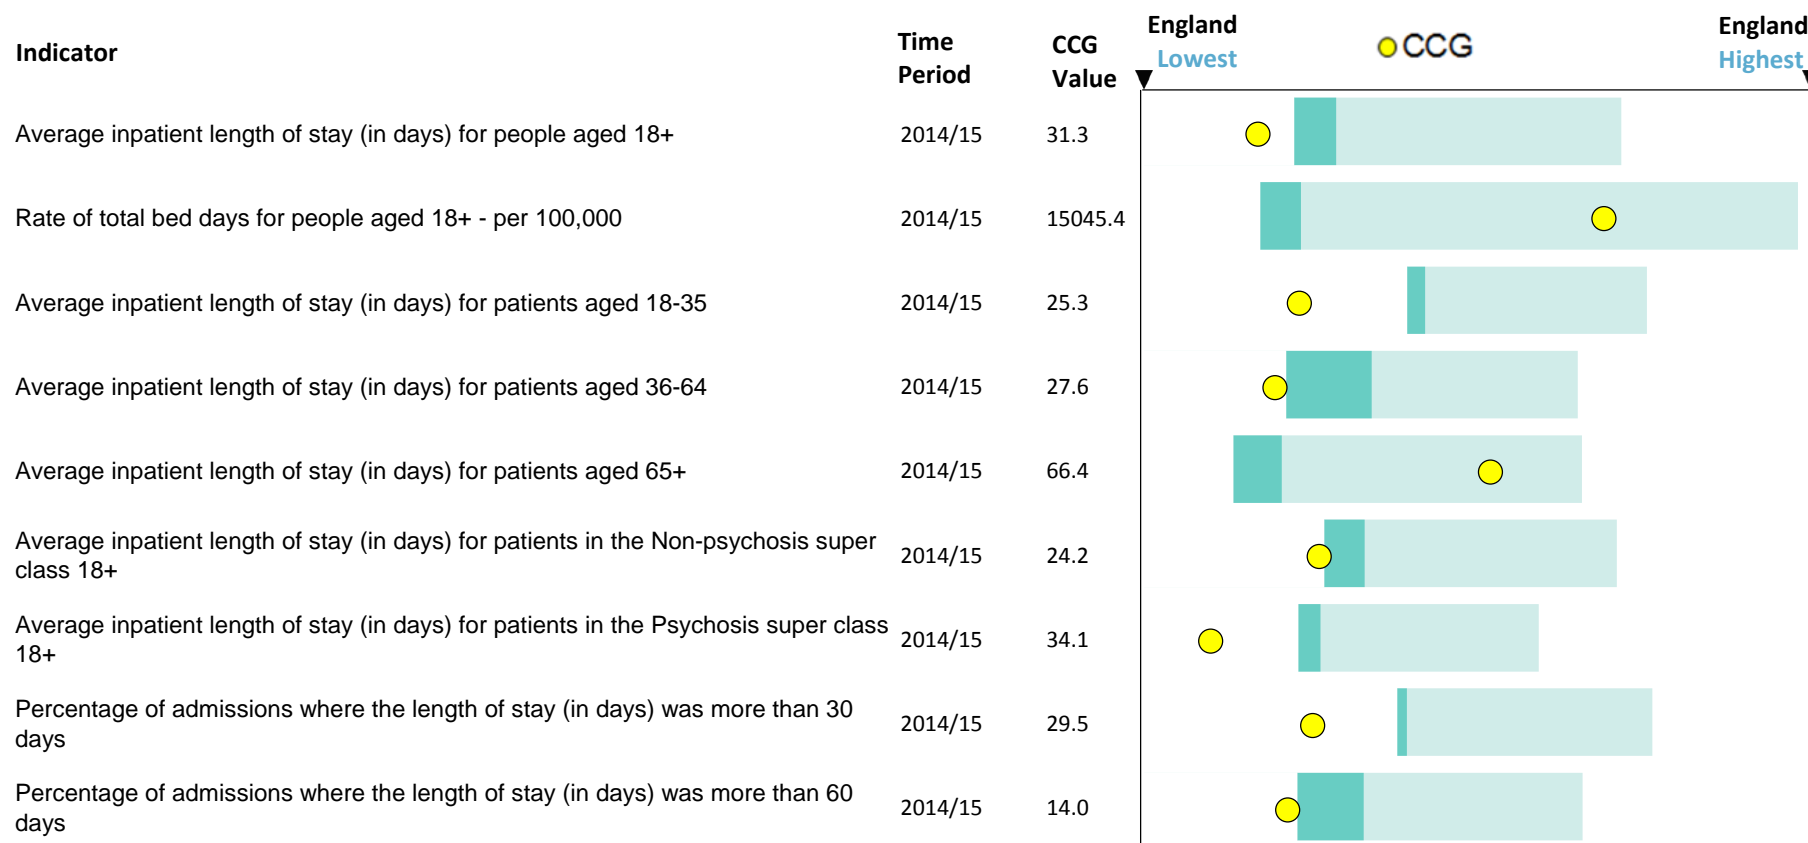 Indicator
Time
Period
CCG
Value
England
Lowest
CCG
England
Highest
Average inpatient length of stay (in days) for people aged 18+
2014/15
31.3
Rate of total bed days for people aged 18+ - per 100,000
2014/15
15045.4
Average inpatient length of stay (in days) for patients aged 18-35
2014/15
25.3
Average inpatient length of stay (in days) for patients aged 36-64
2014/15
27.6
Average inpatient length of stay (in days) for patients aged 65+
2014/15
66.4
Average inpatient length of stay (in days) for patients in the Non-psychosis super
class 18+
2014/15
24.2
Average inpatient length of stay (in days) for patients in the Psychosis super class
18+
2014/15
34.1
Percentage of admissions where the length of stay (in days) was more than 30
days
2014/15
29.5
Percentage of admissions where the length of stay (in days) was more than 60
days
2014/15
14.0